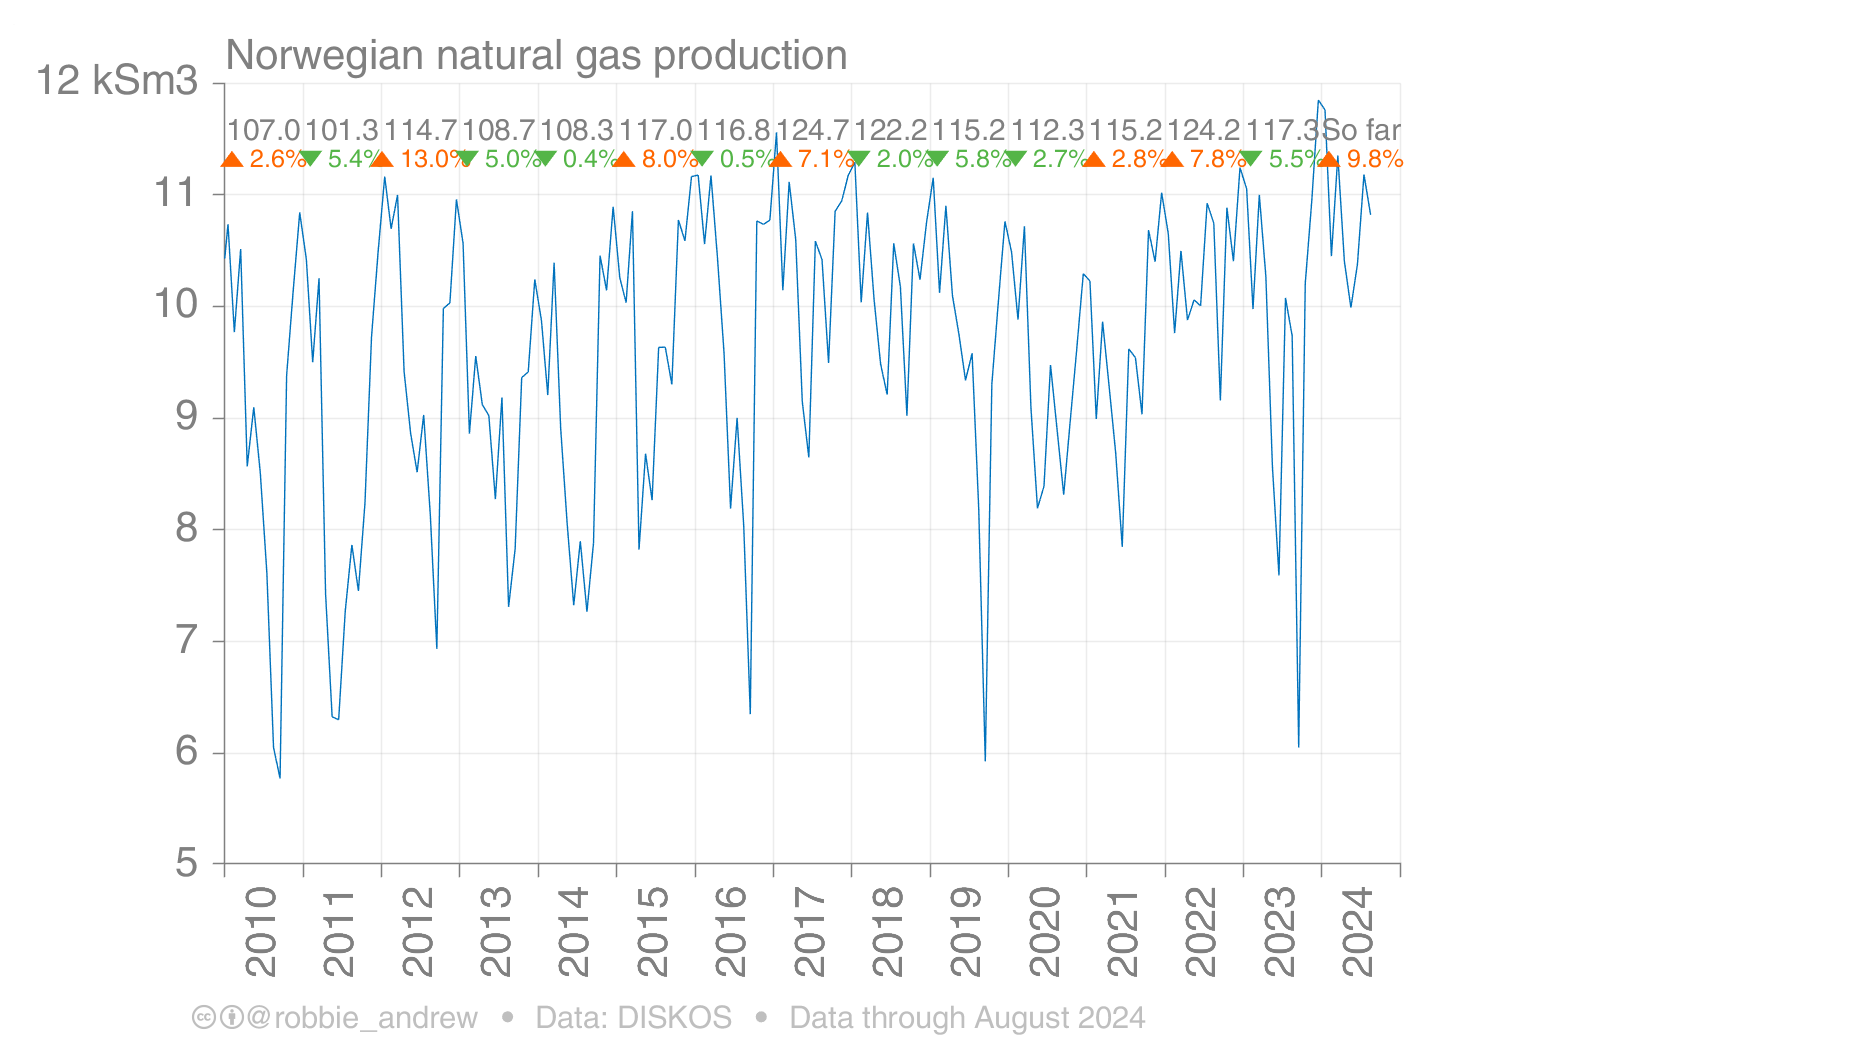 Norwegian natural gas production
12 kSm3
107.0 101.3 114.7 108.7 108.3 117.0 116.8 124.7 122.2 115.2 112.3 115.2 124.2 117.3 So far
▲ 2.6% ▼ 5.4% ▲ 13.0% ▼ 5.0% ▼ 0.4% ▲ 8.0% ▼ 0.5% ▲ 7.1% ▼ 2.0% ▼ 5.8% ▼ 2.7% ▲ 2.8% ▲ 7.8% ▼ 5.5% ▲ 9.8%
11
10
9
8
7
6
5
2010 2011 2012 2013 2014 2015 2016 2017 2018 2019 2020 2021 2022 2023 2024
@robbie_andrew • Data: DISKOS • Data through August 2024